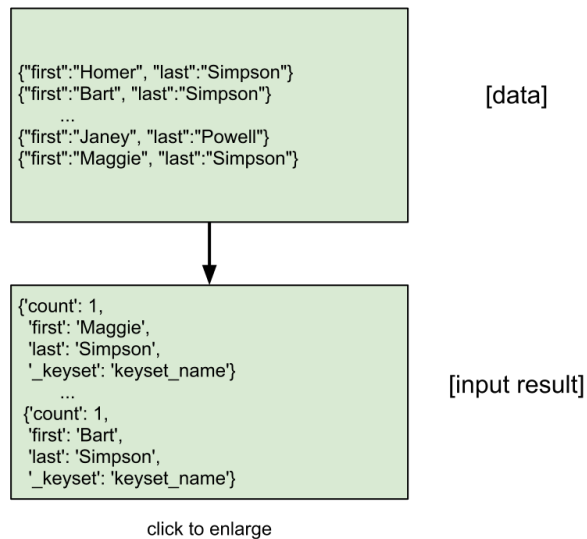 {"first":"Homer", "last":"Simpson"}
{"first":"Bart", "last":"Simpson"}
...
{"first":"Janey", "last":"Powell"}
{"first":"Maggie", "last":"Simpson"}
[data]
{'count': 1,
'first': 'Maggie',
'last': 'Simpson',
'_keyset': 'keyset_name'}
...
{'count': 1,
'first': 'Bart',
'last': 'Simpson',
'_keyset': 'keyset_name'}
[input result]
click to enlarge